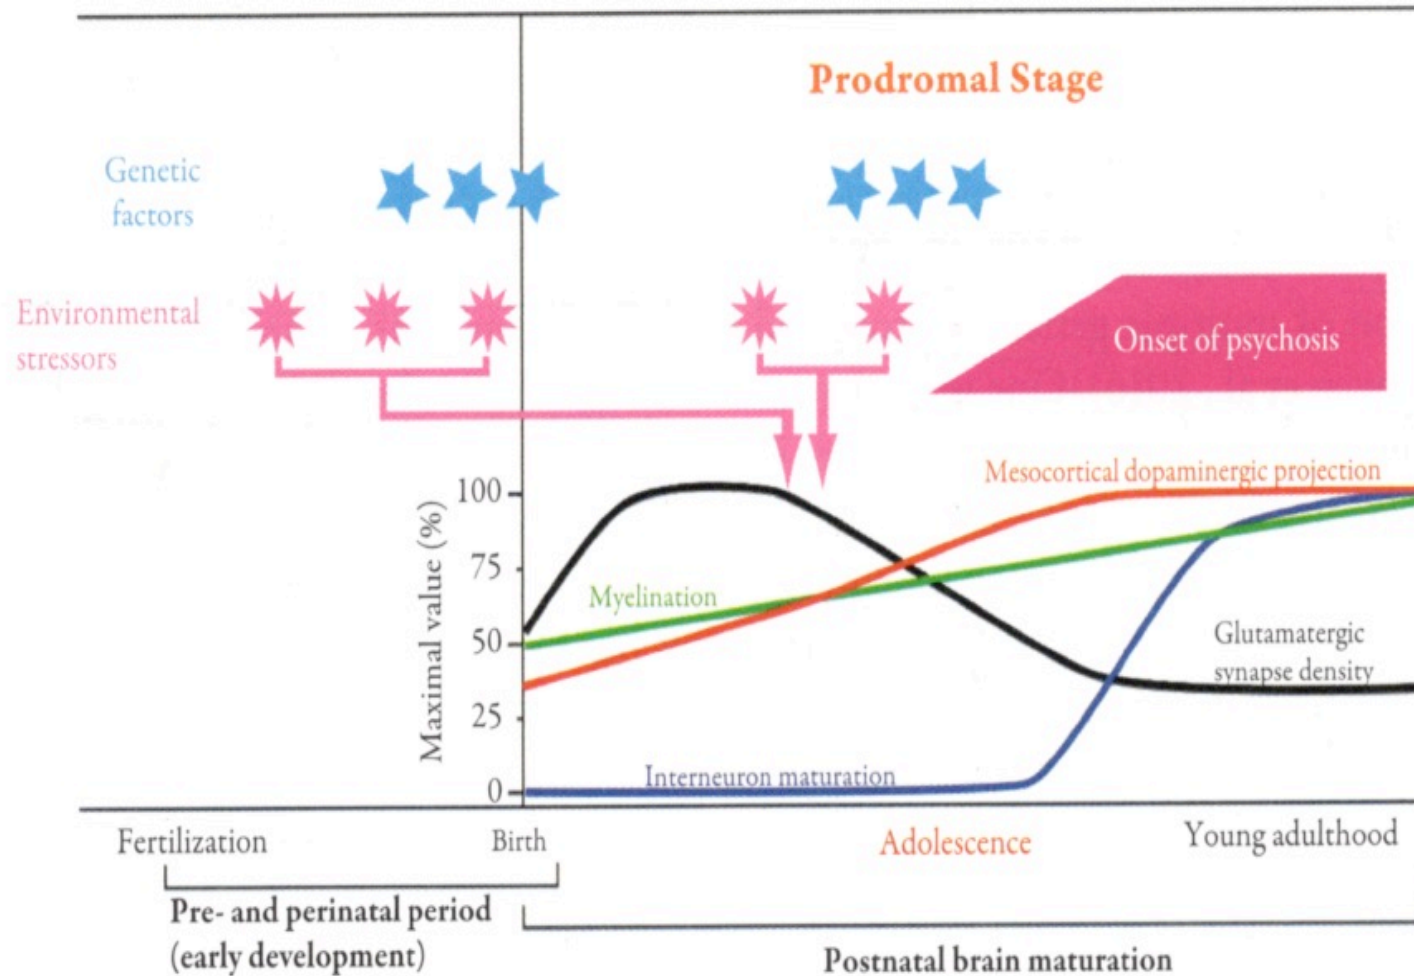 Prodromal Stage
Genetic
factors
Environmental
stressors
Onset of psychosis
Mesocortical dopaminergic projection
Maximal value (%)
100
75
50
25
0
Myelination
Glutamatergic
synapse density
Interneuron maturation
Fertilization
Birth
Adolescence
Young adulthood
Pre- and perinatal period
(early development)
Postnatal brain maturation